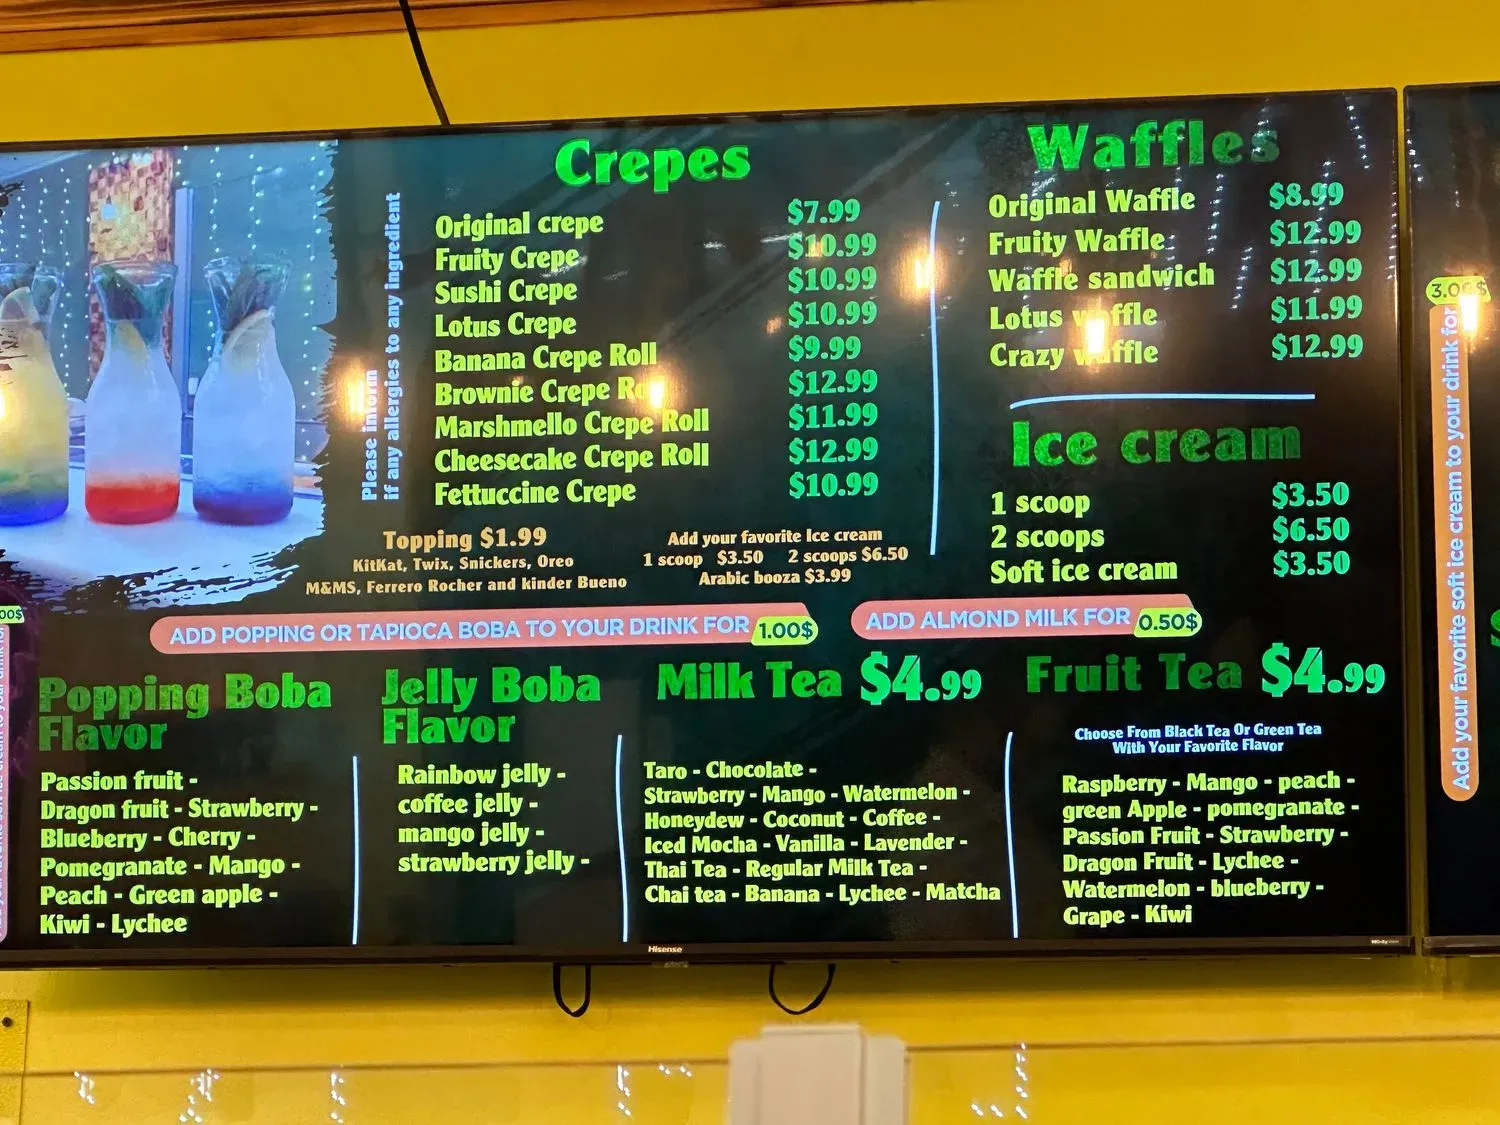 Please inform
if any allergies to any ingredient
Crepes
Original crepe $7.99
Fruity Crepe $10.99
Sushi Crepe $10.99
Lotus Crepe $10.99
Banana Crepe Roll $9.99
Brownie Crepe $12.99
Marshmello Crepe Roll $11.99
Cheesecake Crepe Roll $12.99
Fettuccine Crepe $10.99
Topping $1.99
KitKat, Twix, Snickers, Oreo
M&MS, Ferrero Rocher and kinder Bueno
Add your favorite Ice cream
1 scoop $3.50 2 scoops $6.50
Arabic booza $3.99
Waffles
Original Waffle $8.99
Fruity Waffle $12.99
Waffle sandwich $12.99
Lotus waffle $11.99
Crazy waffle $12.99
Ice cream
1 scoop $3.50
2 scoops $6.50
Soft ice cream $3.50
ADD POPPING OR TAPIOCA BOBA TO YOUR DRINK FOR 1.00$
ADD ALMOND MILK FOR 0.50$
Popping Boba
Flavor
Passion fruit -
Dragon fruit - Strawberry -
Blueberry - Cherry -
Pomegranate - Mango -
Peach - Green apple -
Kiwi - Lychee
Jelly Boba
Flavor
Rainbow jelly -
coffee jelly -
mango jelly -
strawberry jelly -
Milk Tea $4.99
Taro - Chocolate -
Strawberry - Mango - Watermelon -
Honeydew - Coconut - Coffee -
Iced Mocha - Vanilla - Lavender -
Thai Tea - Regular Milk Tea -
Chai tea - Banana - Lychee - Matcha
Fruit Tea $4.99
Choose From Black Tea Or Green Tea
With Your Favorite Flavor
Raspberry - Mango - peach -
green Apple - pomegranate -
Passion Fruit - Strawberry -
Dragon Fruit - Lychee -
Watermelon - blueberry -
Grape - Kiwi
Hisense
3.00$
Add your favorite soft ice cream to your drink for